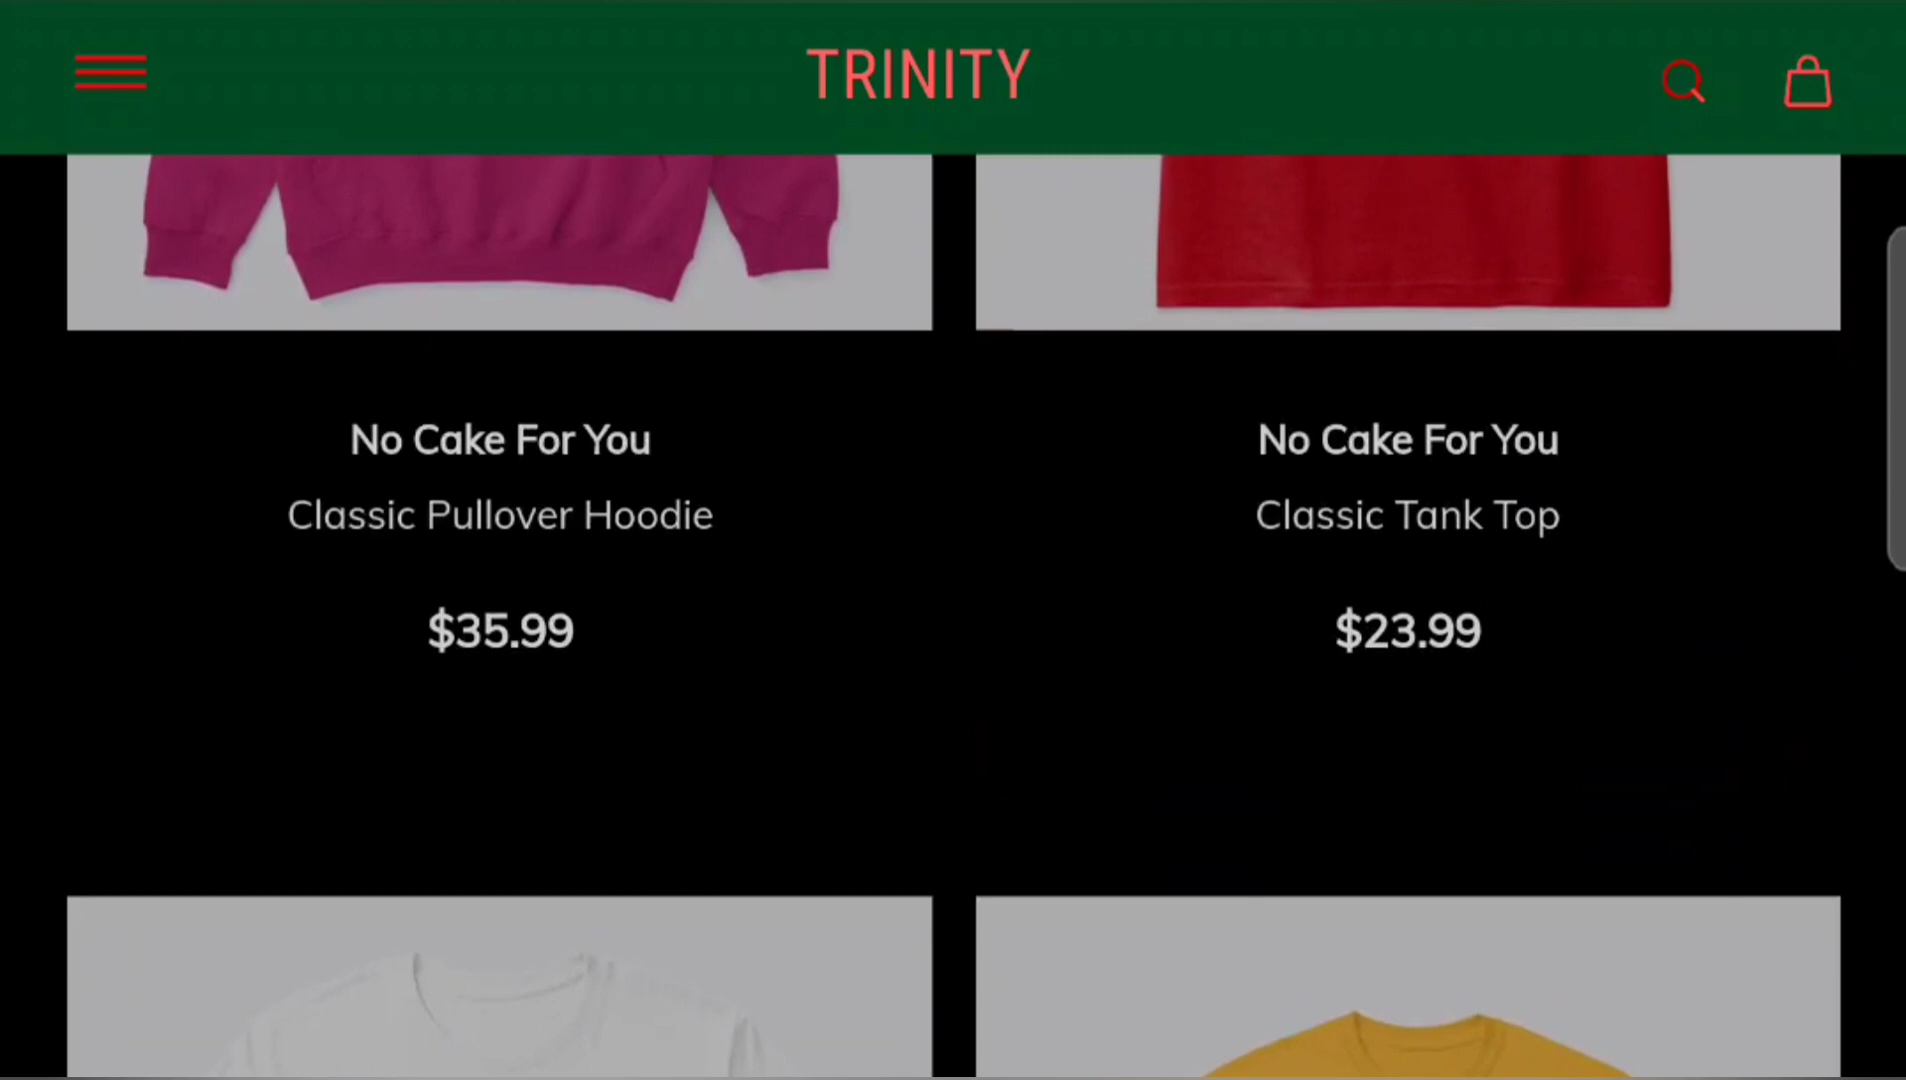 TRINITY
No Cake For You
Classic Pullover Hoodie
$35.99
No Cake For You
Classic Tank Top
$23.99